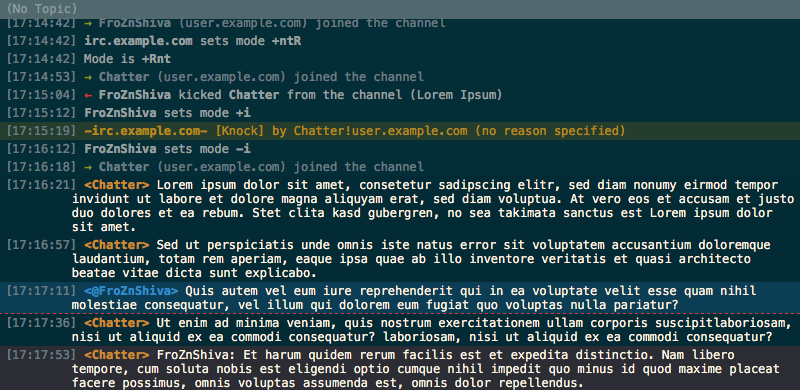 (No Topic)
[17:14:42] → FroZnShiva (user.example.com) joined the channel
[17:14:42] irc.example.com sets mode +ntR
[17:14:42] Mode is +Rnt
[17:14:53] → Chatter (user.example.com) joined the channel
[17:15:04] ← FroZnShiva kicked Chatter from the channel (Lorem Ipsum)
[17:15:12] FroZnShiva sets mode +i
[17:15:19] -irc.example.com- [Knock] by Chatter!user.example.com (no reason specified)
[17:16:12] FroZnShiva sets mode -i
[17:16:18] → Chatter (user.example.com) joined the channel
[17:16:21] <Chatter> Lorem ipsum dolor sit amet, consetetur sadipscing elitr, sed diam nonumy eirmod tempor
invidunt ut labore et dolore magna aliquyam erat, sed diam voluptua. At vero eos et accusam et justo
duo dolores et ea rebum. Stet clita kasd gubergren, no sea takimata sanctus est Lorem ipsum dolor
sit amet.
[17:16:57] <Chatter> Sed ut perspiciatis unde omnis iste natus error sit voluptatem accusantium doloremque
laudantium, totam rem aperiam, eaque ipsa quae ab illo inventore veritatis et quasi architecto
beatae vitae dicta sunt explicabo.
[17:17:11] <@FroZnShiva> Quis autem vel eum iure reprehenderit qui in ea voluptate velit esse quam nihil
molestiae consequatur, vel illum qui dolorem eum fugiat quo voluptas nulla pariatur?
[17:17:36] <Chatter> Ut enim ad minima veniam, quis nostrum exercitationem ullam corporis suscipitlaboriosam,
nisi ut aliquid ex ea commodi consequatur? laboriosam, nisi ut aliquid ex ea commodi consequatur?
[17:17:53] <Chatter> FroZnShiva: Et harum quidem rerum facilis est et expedita distinctio. Nam libero
tempore, cum soluta nobis est eligendi optio cumque nihil impedit quo minus id quod maxime placeat
facere possimus, omnis voluptas assumenda est, omnis dolor repellendus.